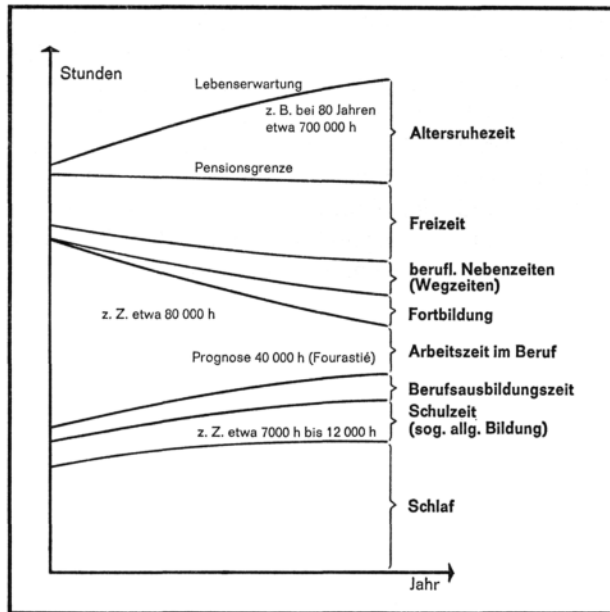 Stunden
Lebenserwartung
z. B. bei 80 Jahren
etwa 700 000 h
Altersruhezeit
Pensionsgrenze
Freizeit
berufl. Nebenzeiten
(Wegzeiten)
z. Z. etwa 80 000 h
Fortbildung
Arbeitszeit im Beruf
Prognose 40 000 h (Fourastié)
Berufsausbildungszeit
Schulzeit
(sog. allg. Bildung)
z. Z. etwa 7000 h bis 12 000 h
Schlaf
Jahr